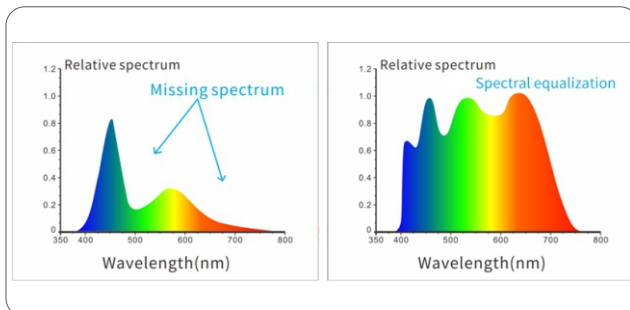 Relative spectrum
Missing spectrum
1.2
1.0
0.8
0.6
0.4
0.2
0
350 400 500 600 700 800
Wavelength(nm)
Relative spectrum
Spectral equalization
1.2
1.0
0.8
0.6
0.4
0.2
0
350 400 500 600 700 800
Wavelength(nm)